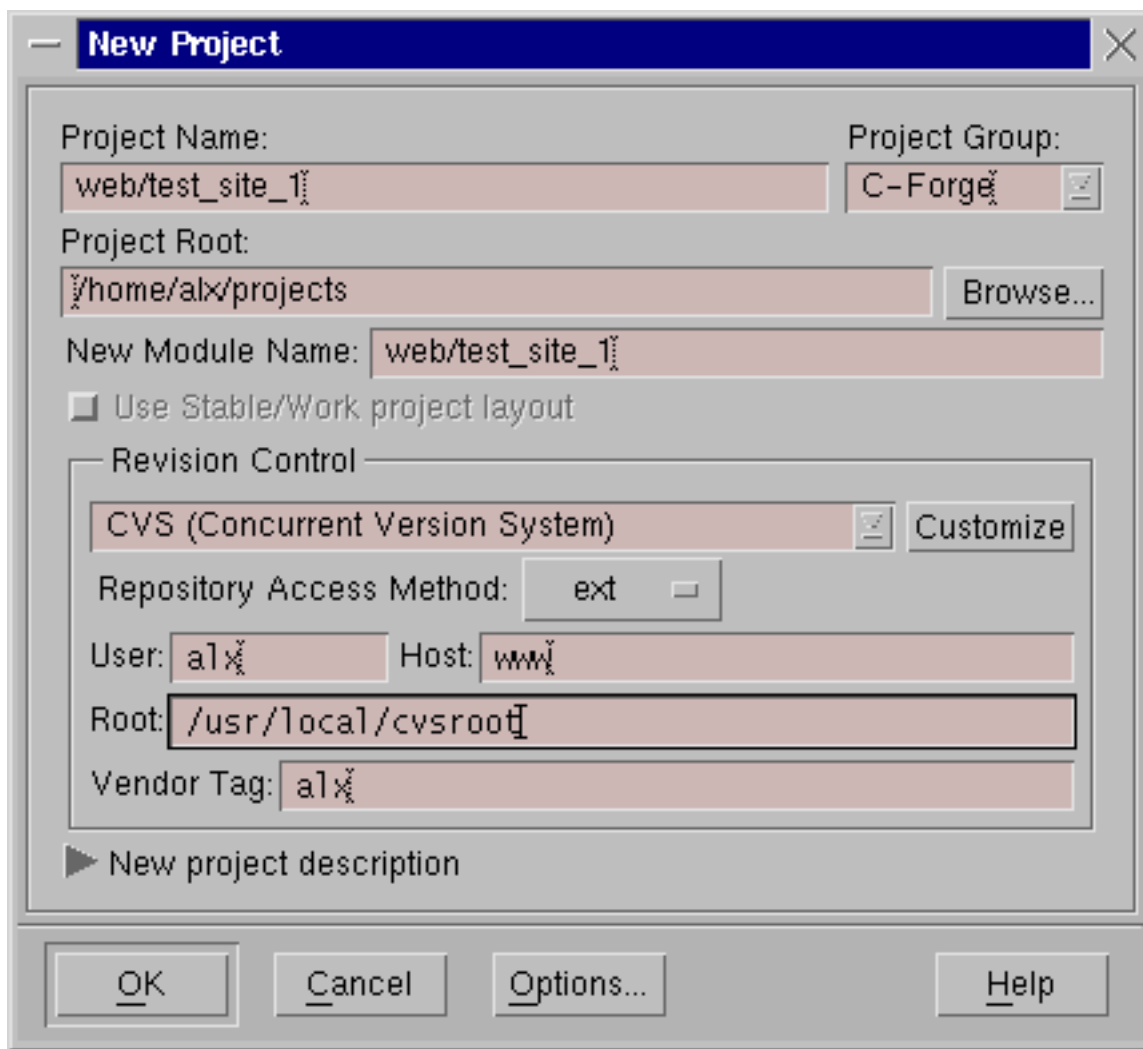 New Project
Project Name: Project Group:
web/test_site_1 C-Forge
Project Root:
/home/alx/projects Browse...
New Module Name: web/test_site_1
Use Stable/Work project layout
Revision Control
CVS (Concurrent Version System) Customize
Repository Access Method: ext
User: alx Host: www
Root: /usr/local/cvsroot
Vendor Tag: alx
New project description
OK Cancel Options... Help